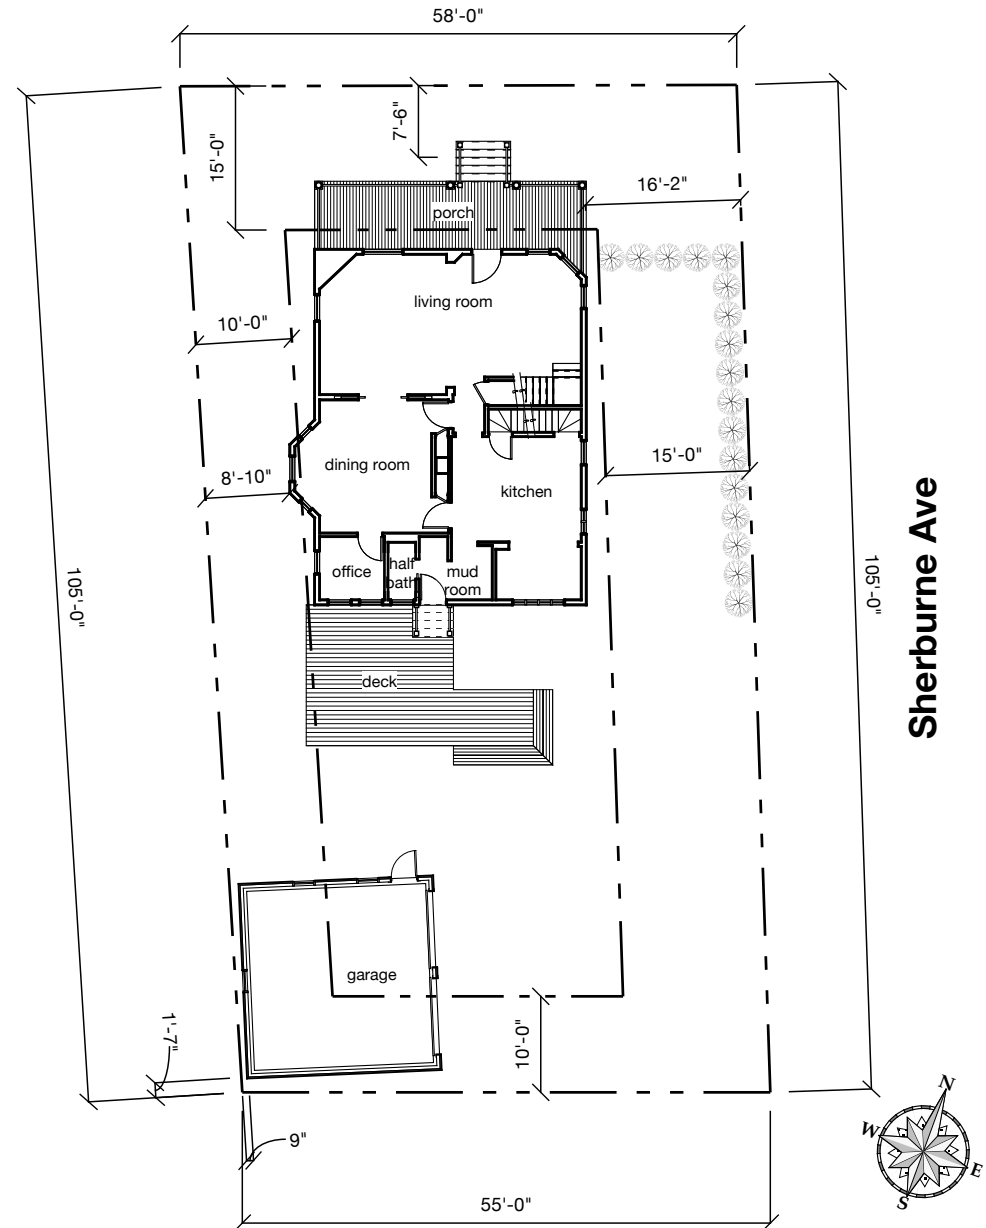 58'-0"
7'-6"
15'-0"
16'-2"
porch
living room
10'-0"
15'-0"
dining room
8'-10"
kitchen
Sherburne Ave
office
half
bath
mud
room
105'-0"
105'-0"
deck
garage
1'-7"
10'-0"
N
W
E
S
9"
55'-0"